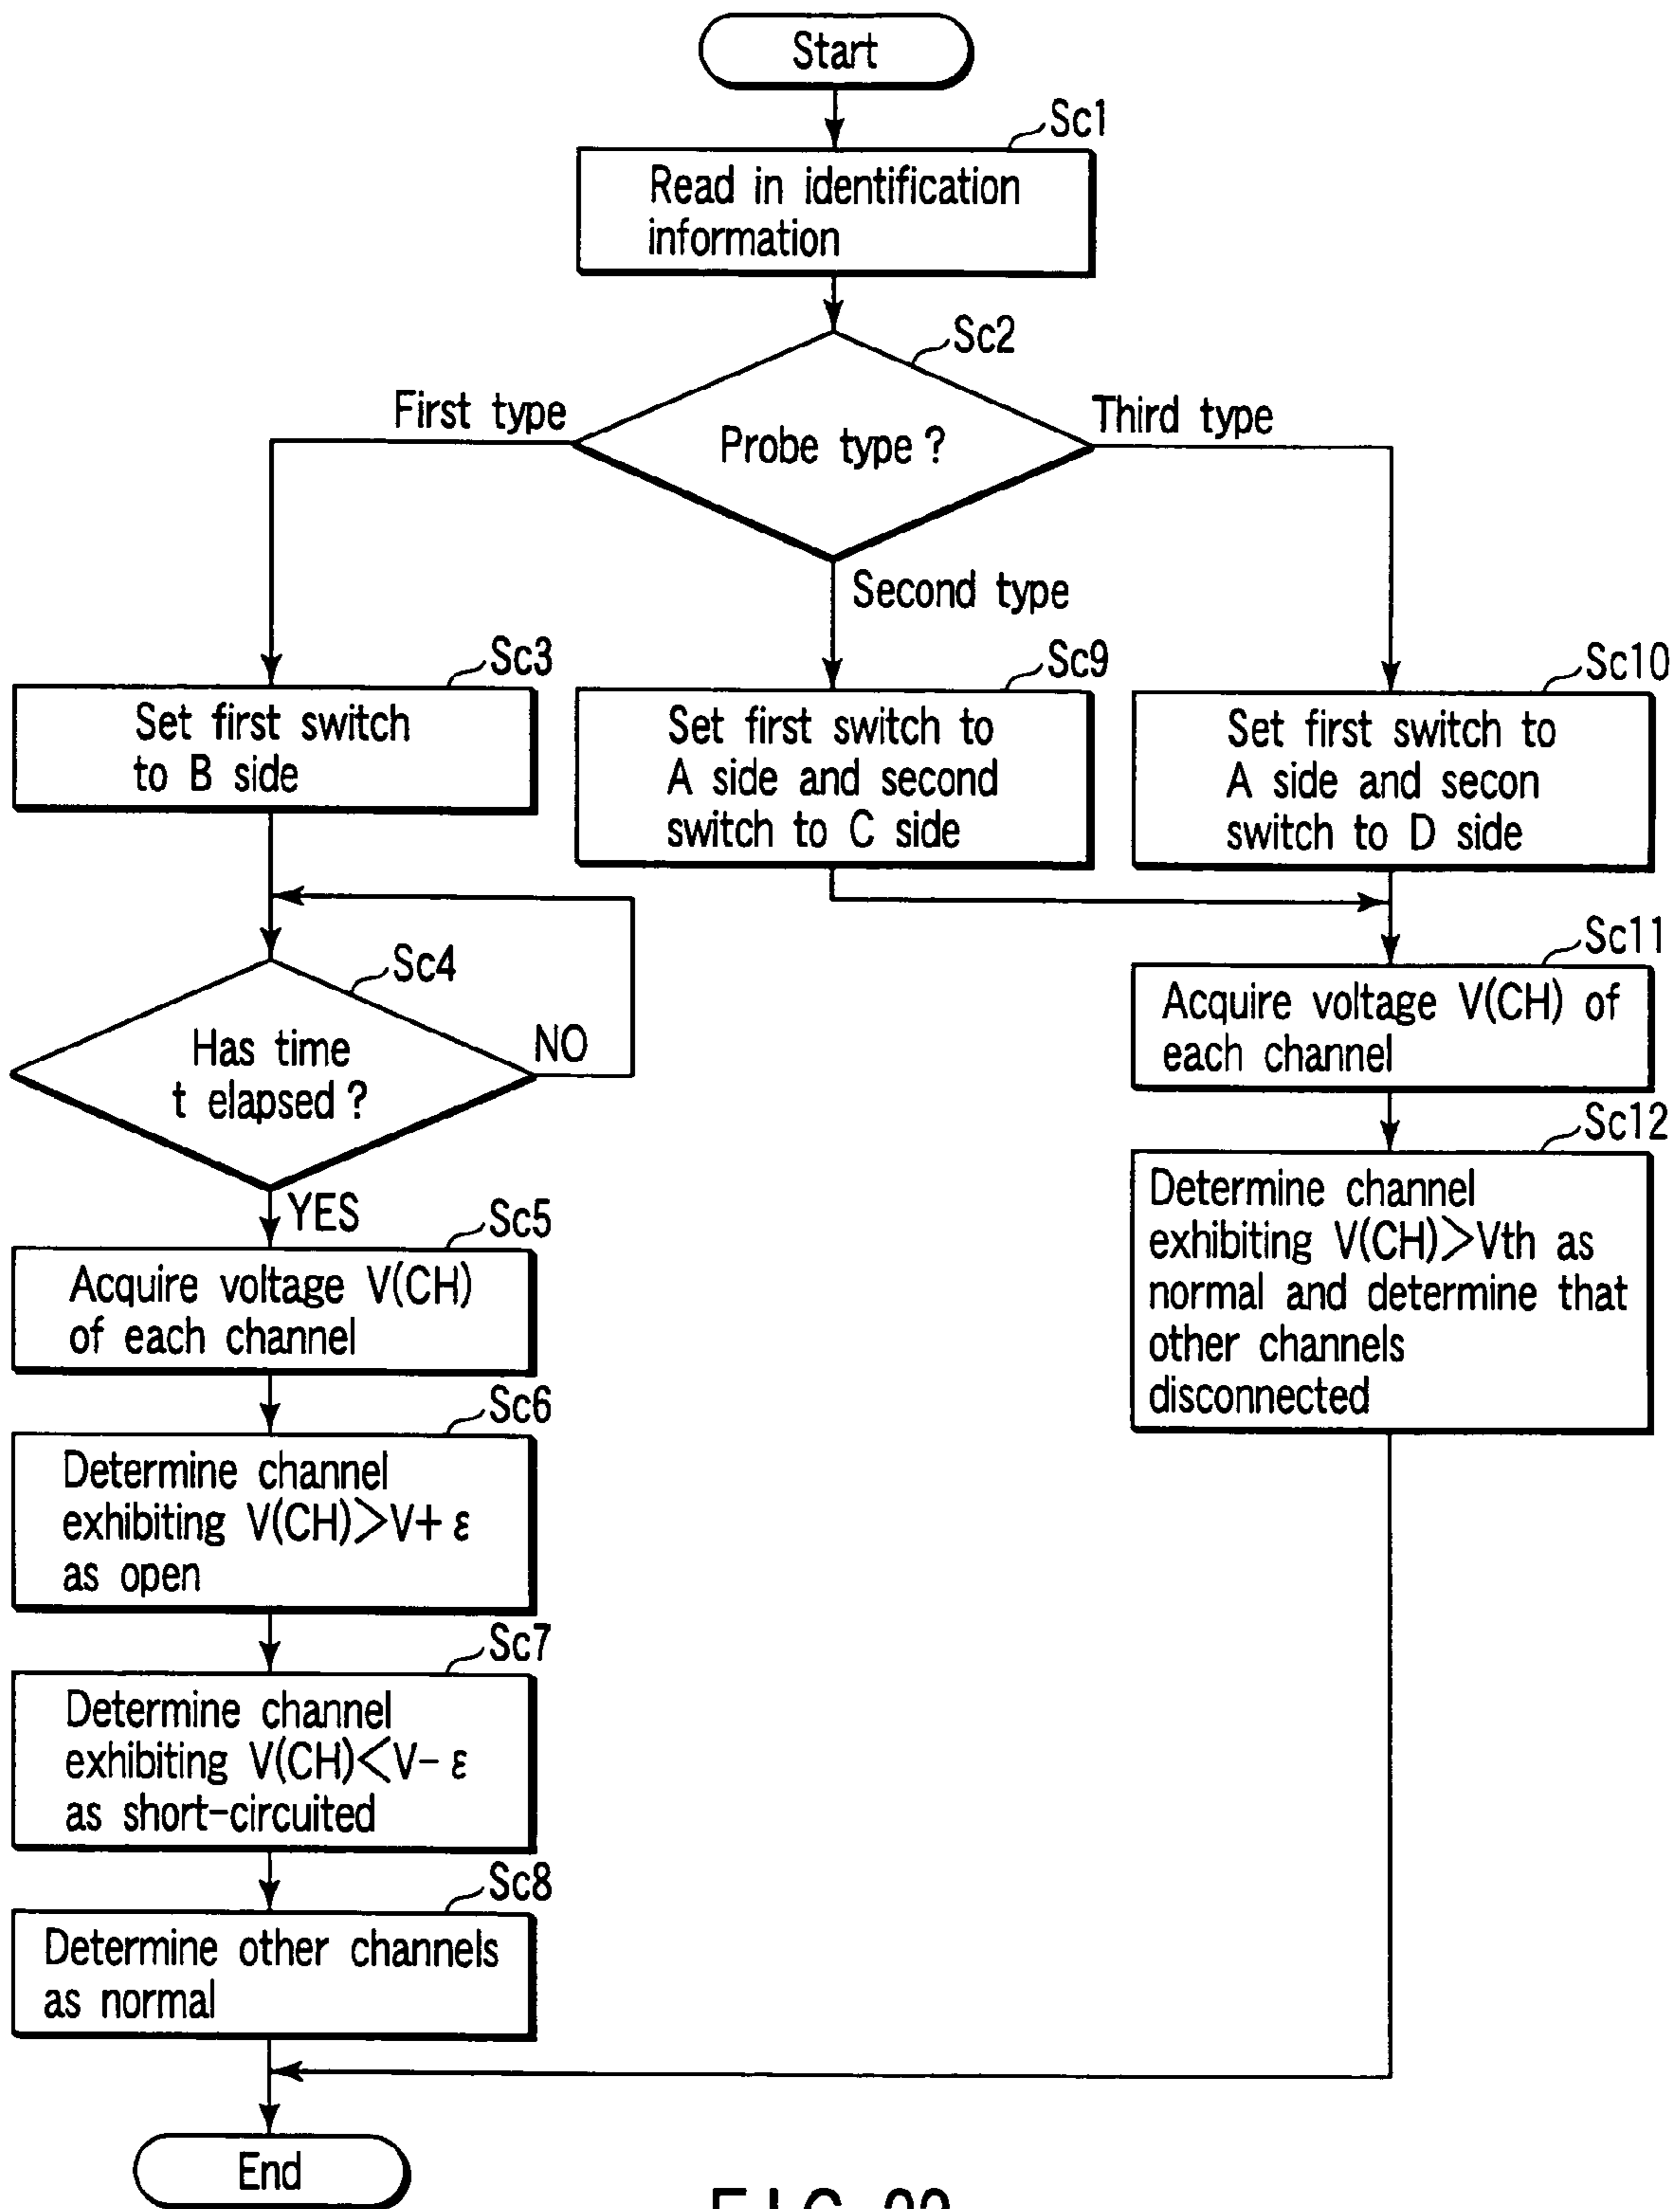 Start
Sc1
Read in identification
information
Sc2
First type
Probe type ?
Third type
Second type
Sc3
Set first switch
to B side
Sc9
Set first switch to
A side and second
switch to C side
Sc10
Set first switch to
A side and secon
switch to D side
Sc4
Has time
t elapsed ?
NO
YES
Sc5
Acquire voltage V(CH)
of each channel
Sc6
Determine channel
exhibiting V(CH)>V+ ε
as open
Sc7
Determine channel
exhibiting V(CH)<V- ε
as short-circuited
Sc8
Determine other channels
as normal
Sc11
Acquire voltage V(CH) of
each channel
Sc12
Determine channel
exhibiting V(CH)>Vth as
normal and determine that
other channels
disconnected
End